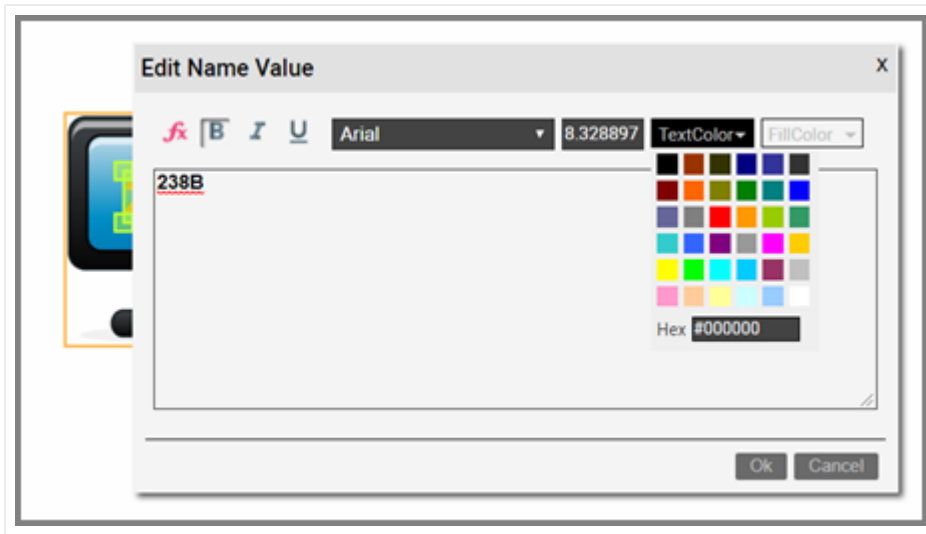 Edit Name Value X
fx B I U Arial 8.328897 TextColor FillColor
238B
Hex #000000
Ok Cancel